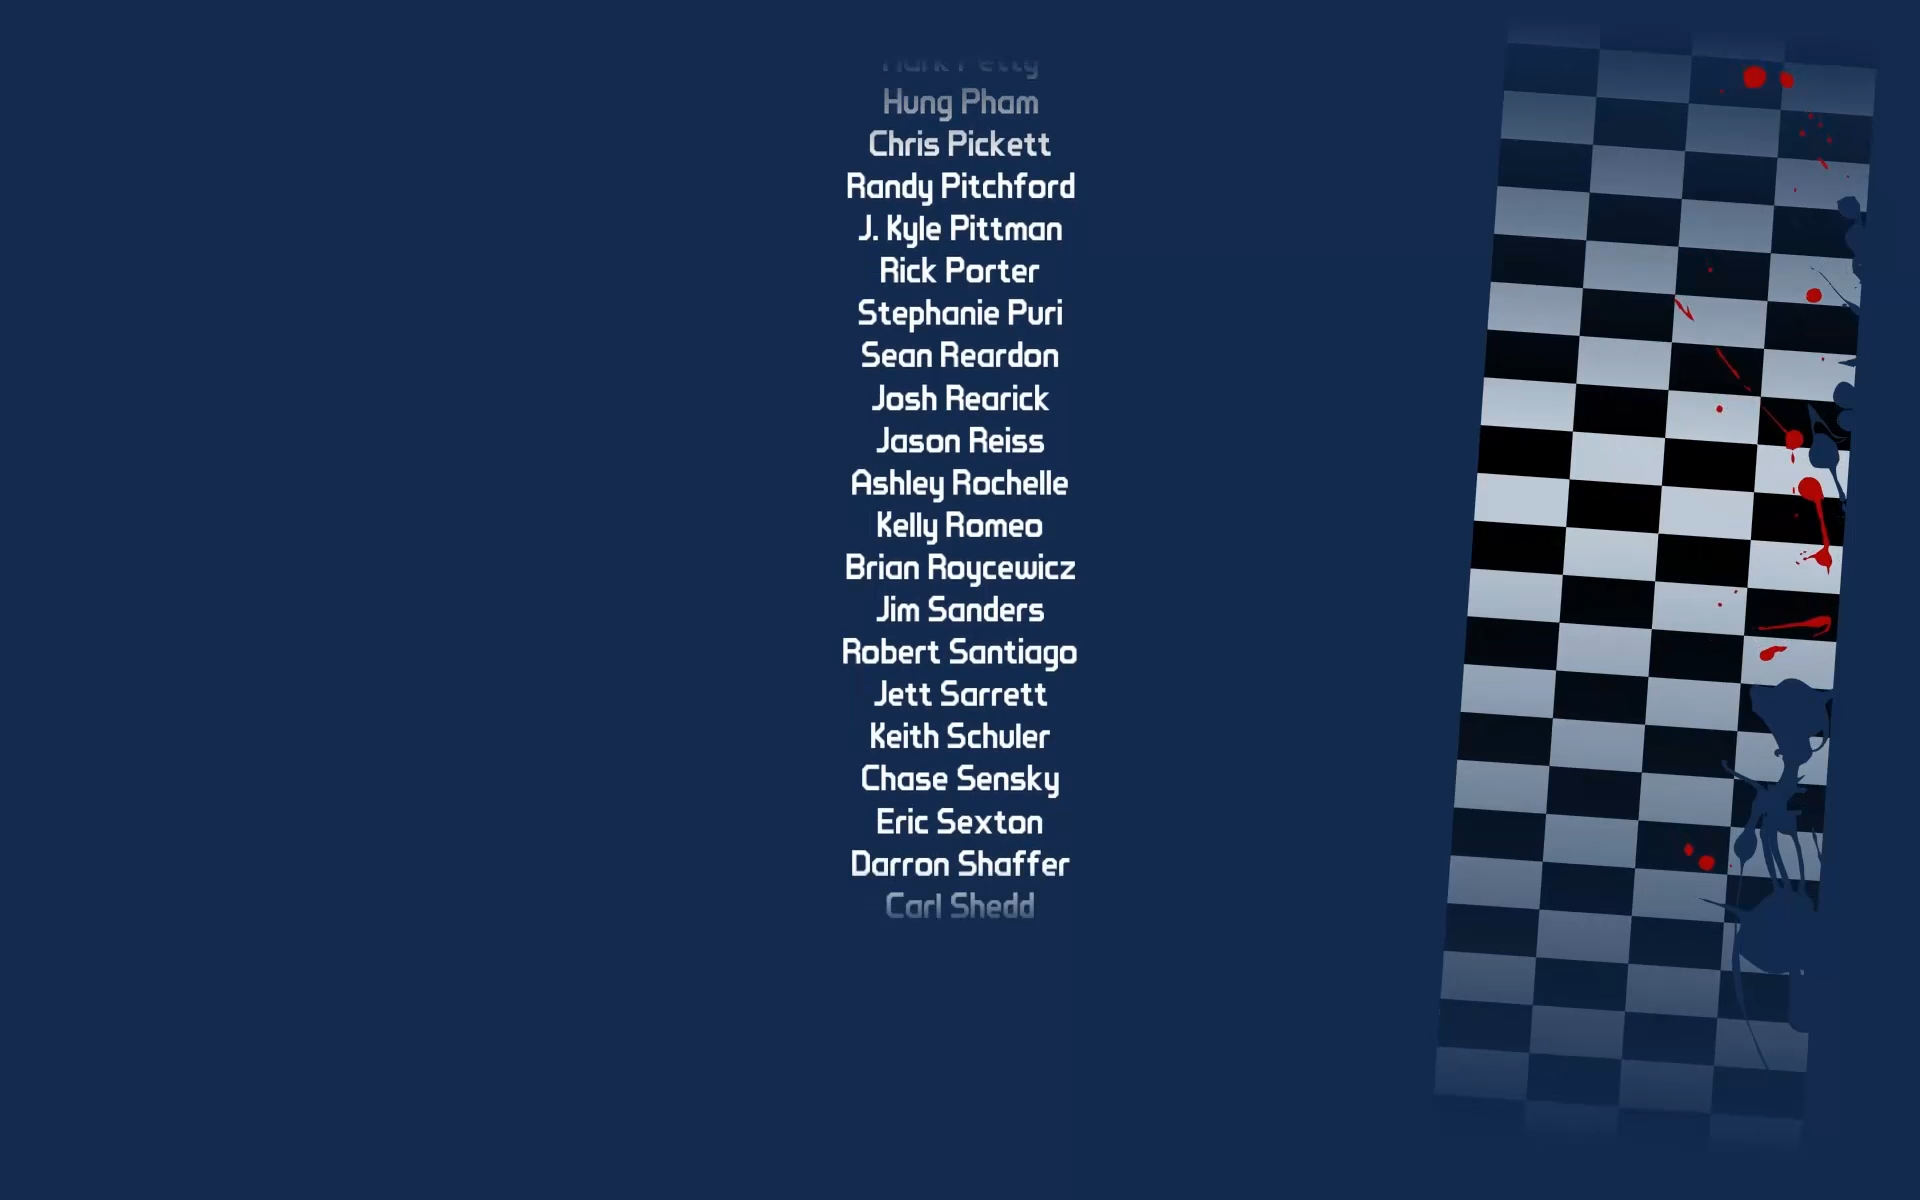 Mark Petty
Hung Pham
Chris Pickett
Randy Pitchford
J. Kyle Pittman
Rick Porter
Stephanie Puri
Sean Reardon
Josh Rearick
Jason Reiss
Ashley Rochelle
Kelly Romeo
Brian Roycewicz
Jim Sanders
Robert Santiago
Jett Sarrett
Keith Schuler
Chase Sensky
Eric Sexton
Darron Shaffer
Carl Shedd